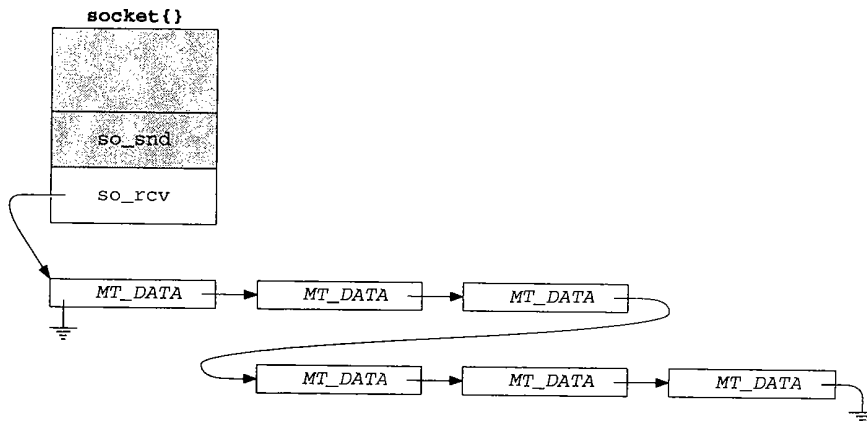 socket{}
so_snd
so_rcv
MT_DATA MT_DATA MT_DATA
MT_DATA MT_DATA MT_DATA